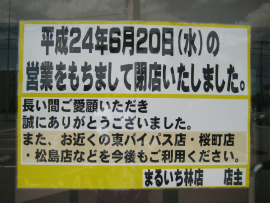 平成24年6月20日(水)の
営業をもちまして閉店いたしました。
長い間ご愛願いただき
誠にありがとうございました。
また、お近くの東バイパス店・桜町店
・松島店などを今後もご利用ください。
まるいち林店 店主